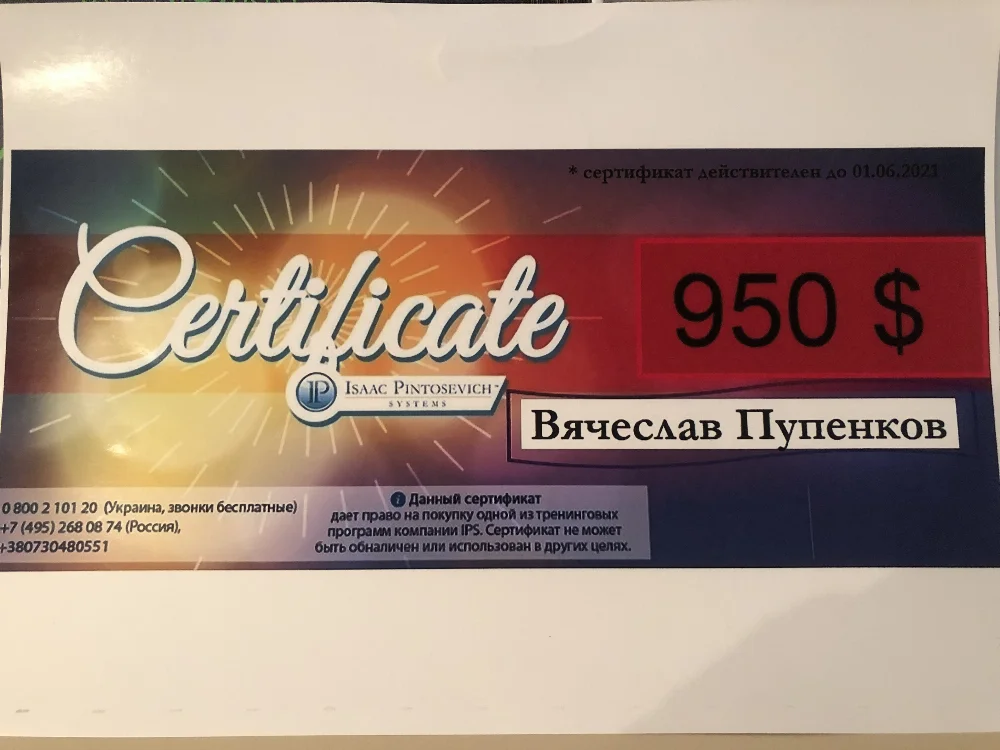 * сертификат действителен до 01.06.2021
Certificate
950 $
IP
ISAAC PINTOSEVICH™
SYSTEMS
Вячеслав Пупенков
0 800 2 101 20 (Украина, звонки бесплатные)
+7 (495) 268 08 74 (Россия),
+380730480551
i Данный сертификат
дает право на покупку одной из тренинговых
программ компании IPS. Сертификат не может
быть обналичен или использован в других целях.